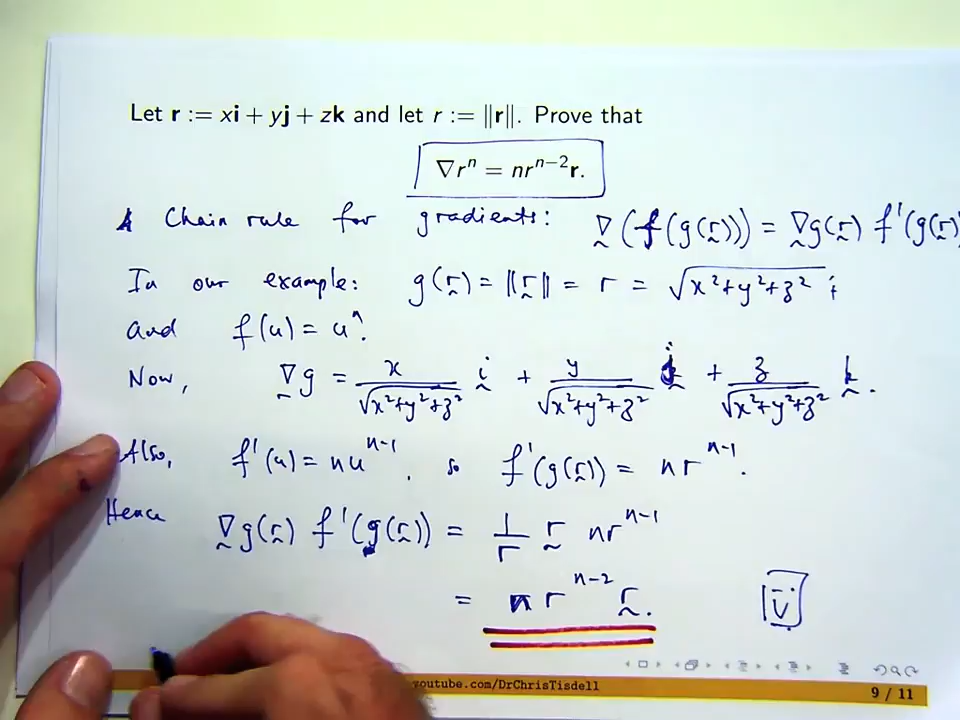 Let r := xi + yj + zk and let r := ‖r‖. Prove that
∇rⁿ = nrⁿ⁻²r.
A Chain rule for gradients: ∇(f(g(r))) = ∇g(r) f'(g(r)
In our example: g(r) = ‖r‖ = r = √(x²+y²+z²) ;
and f(u) = uⁿ.
Now, ∇g = x/√(x²+y²+z²) i + y/√(x²+y²+z²) j + z/√(x²+y²+z²) k.
Also, f'(u) = nuⁿ⁻¹, so f'(g(r)) = nrⁿ⁻¹.
Hence ∇g(r) f'(g(r)) = 1/r r nrⁿ⁻¹
= n rⁿ⁻² r.
youtube.com/DrChrisTisdell
9 / 11